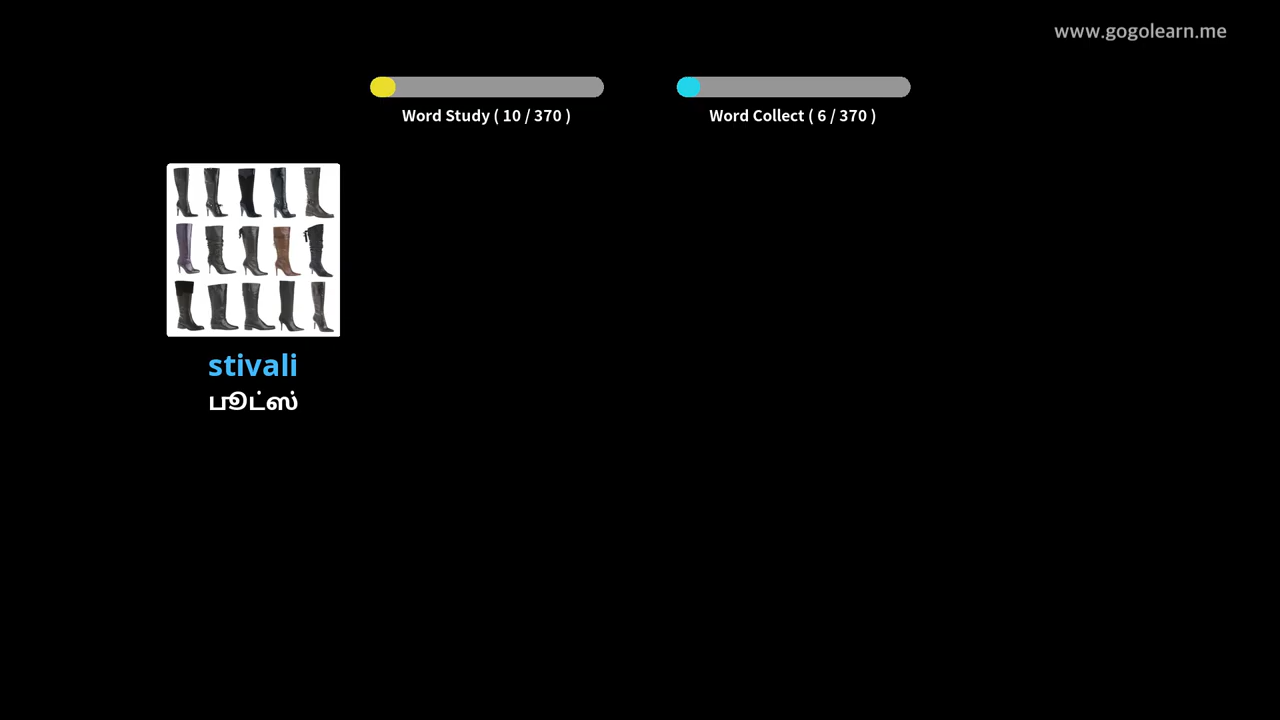 www.gogolearn.me
Word Study ( 10 / 370 )
Word Collect ( 6 / 370 )
stivali
பூட்ஸ்